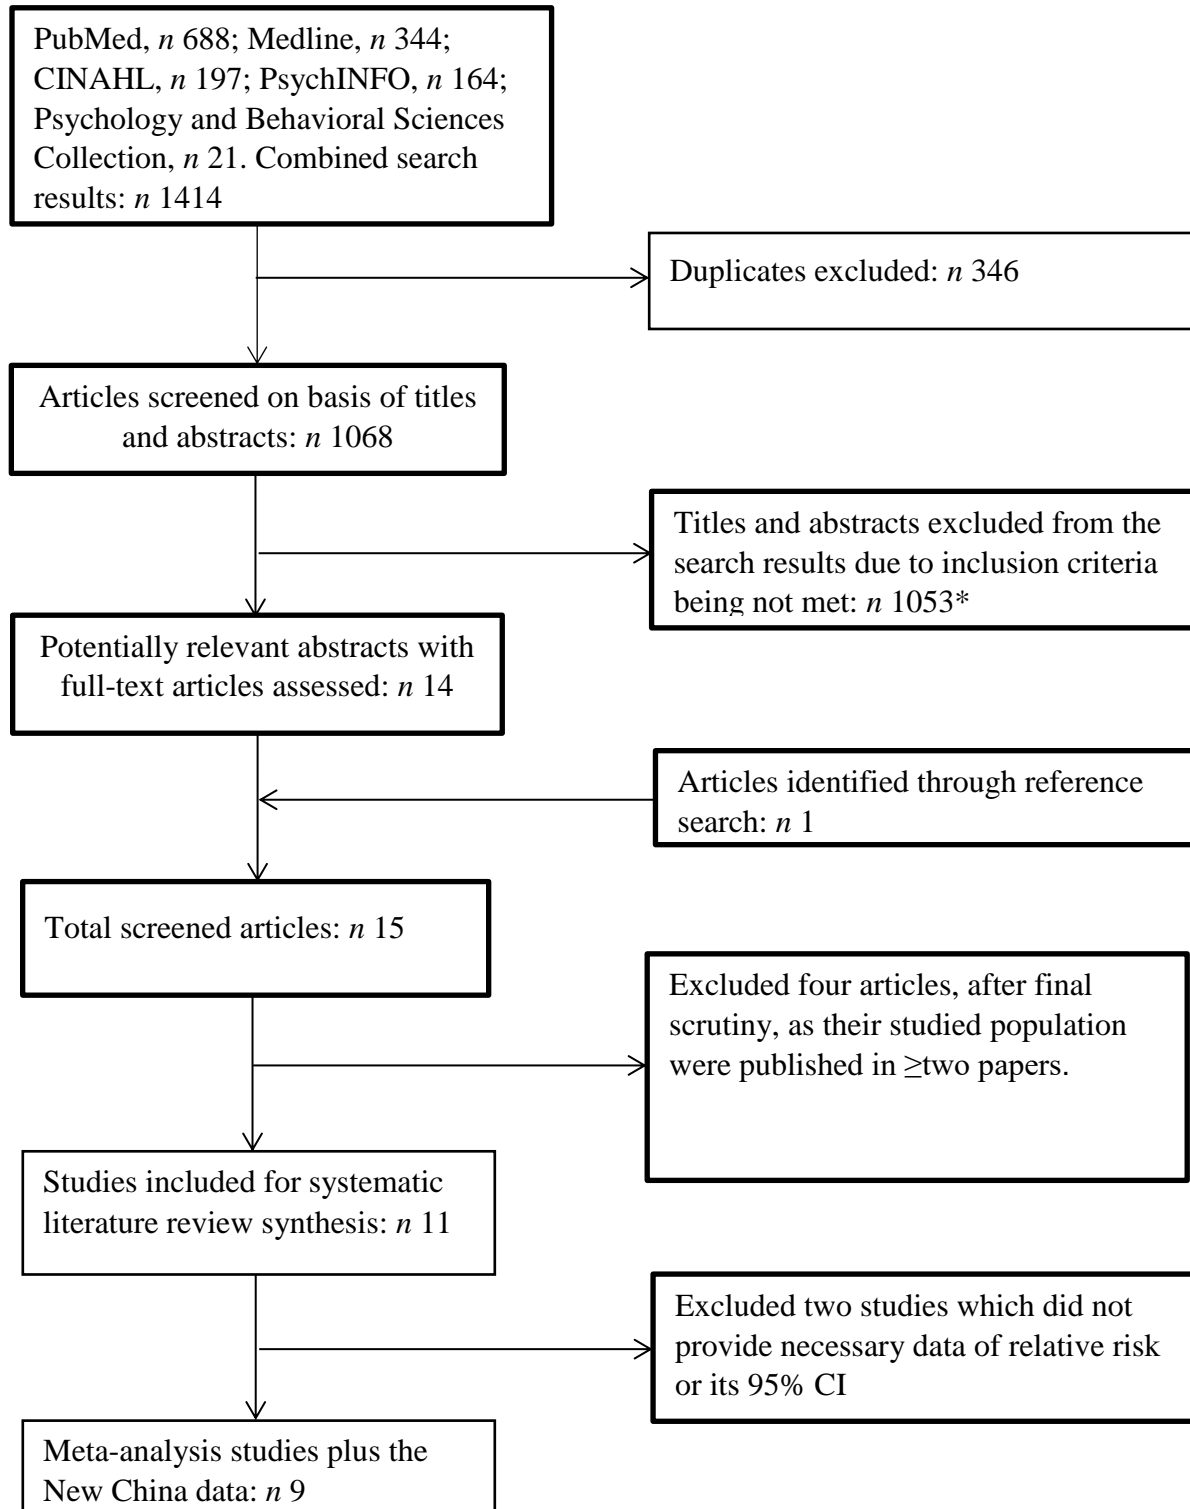 PubMed, n 688; Medline, n 344;
CINAHL, n 197; PsychINFO, n 164;
Psychology and Behavioral Sciences
Collection, n 21. Combined search
results: n 1414
Duplicates excluded: n 346
Articles screened on basis of titles
and abstracts: n 1068
Titles and abstracts excluded from the
search results due to inclusion criteria
being not met: n 1053*
Potentially relevant abstracts with
full-text articles assessed: n 14
Articles identified through reference
search: n 1
Total screened articles: n 15
Excluded four articles, after final
scrutiny, as their studied population
were published in ≥two papers.
Studies included for systematic
literature review synthesis: n 11
Excluded two studies which did not
provide necessary data of relative risk
or its 95% CI
Meta-analysis studies plus the
New China data: n 9